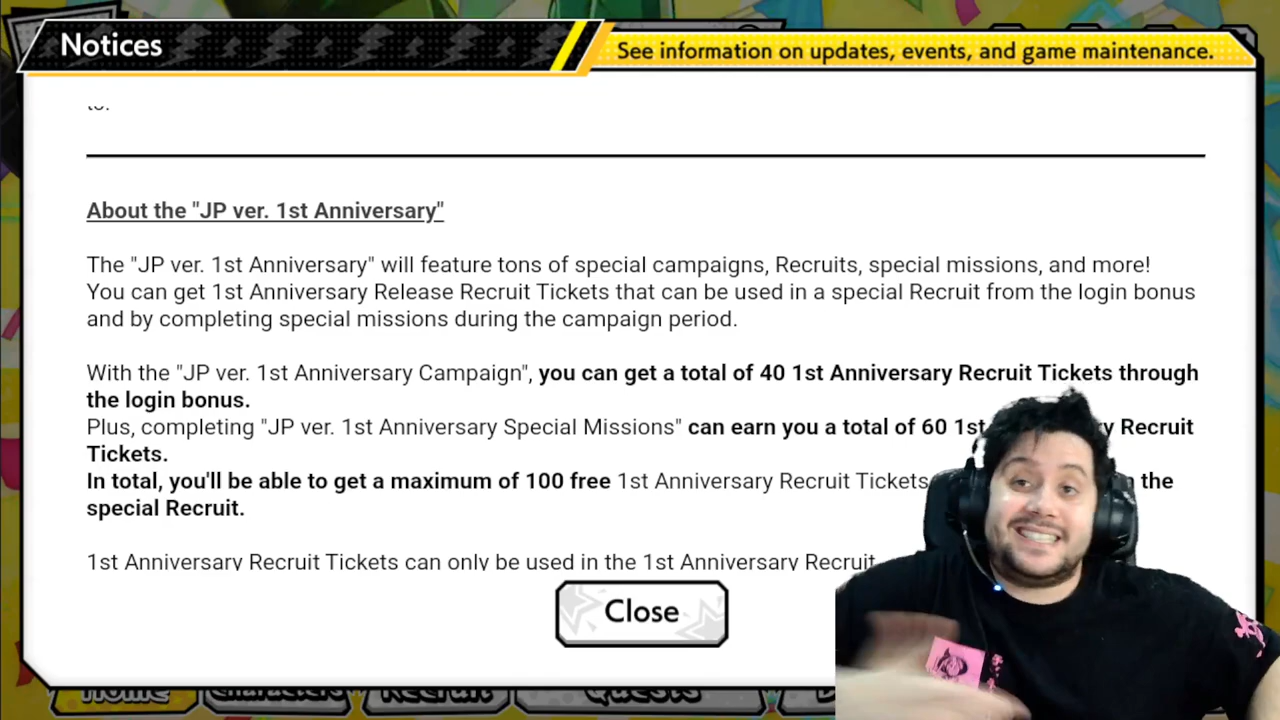 Notices
See information on updates, events, and game maintenance.
to.
About the "JP ver. 1st Anniversary"
The "JP ver. 1st Anniversary" will feature tons of special campaigns, Recruits, special missions, and more!
You can get 1st Anniversary Release Recruit Tickets that can be used in a special Recruit from the login bonus
and by completing special missions during the campaign period.
With the "JP ver. 1st Anniversary Campaign", you can get a total of 40 1st Anniversary Recruit Tickets through
the login bonus.
Plus, completing "JP ver. 1st Anniversary Special Missions" can earn you a total of 60 1st Recruit
Tickets.
In total, you'll be able to get a maximum of 100 free 1st Anniversary Recruit Tickets the
special Recruit.
1st Anniversary Recruit Tickets can only be used in the 1st Anniversary Recruit
Close
Home Characters Recruit Quests